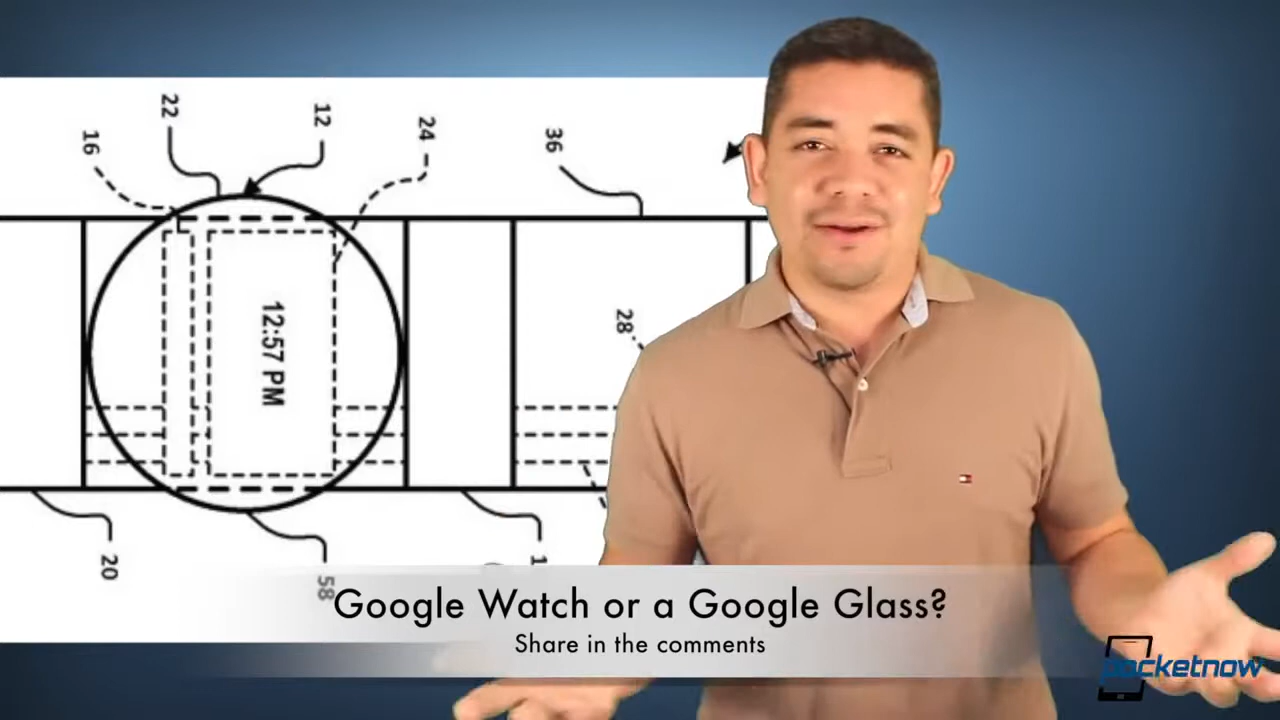 22
12
16
24
36
12:57 PM
28
20
58
1
Google Watch or a Google Glass?
Share in the comments
pocketnow